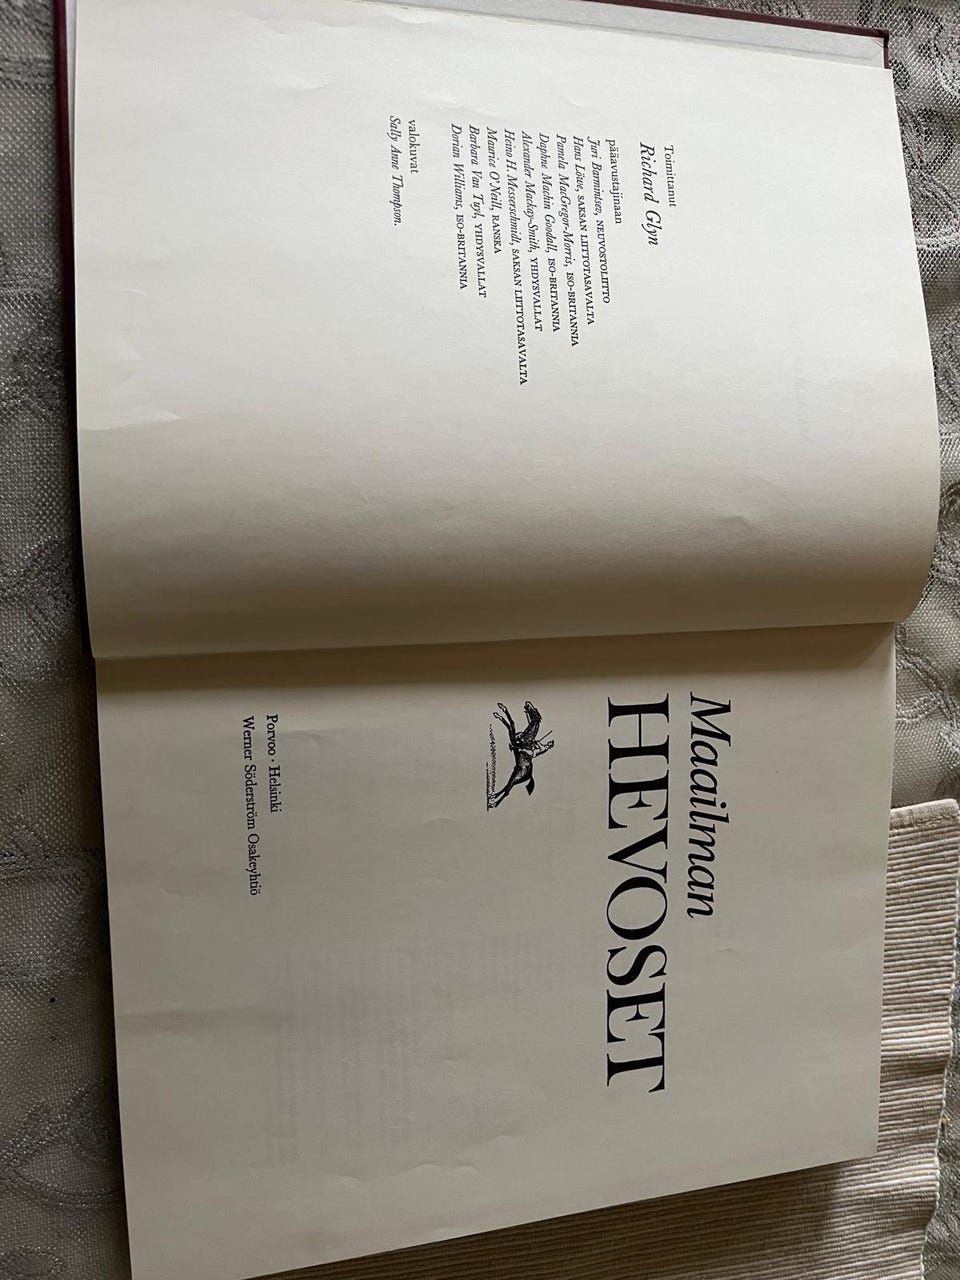 Toimittanut
Richard Glyn
pääavustajinaan
Juri Barmintsev, NEUVOSTOLIITTO
Hans Löwe, SAKSAN LIITTOTASAVALTA
Pamela MacGregor-Morris, ISO-BRITANNIA
Daphne Machin Goodall, ISO-BRITANNIA
Alexander Mackay-Smith, YHDYSVALLAT
Heino H. Messerschmidt, SAKSAN LIITTOTASAVALTA
Maurice O'Neill, RANSKA
Barbara Van Tuyl, YHDYSVALLAT
Dorian Williams, ISO-BRITANNIA
valokuvat
Sally Anne Thompson.
Maailman
HEVOSET
Porvoo · Helsinki
Werner Söderström Osakeyhtiö